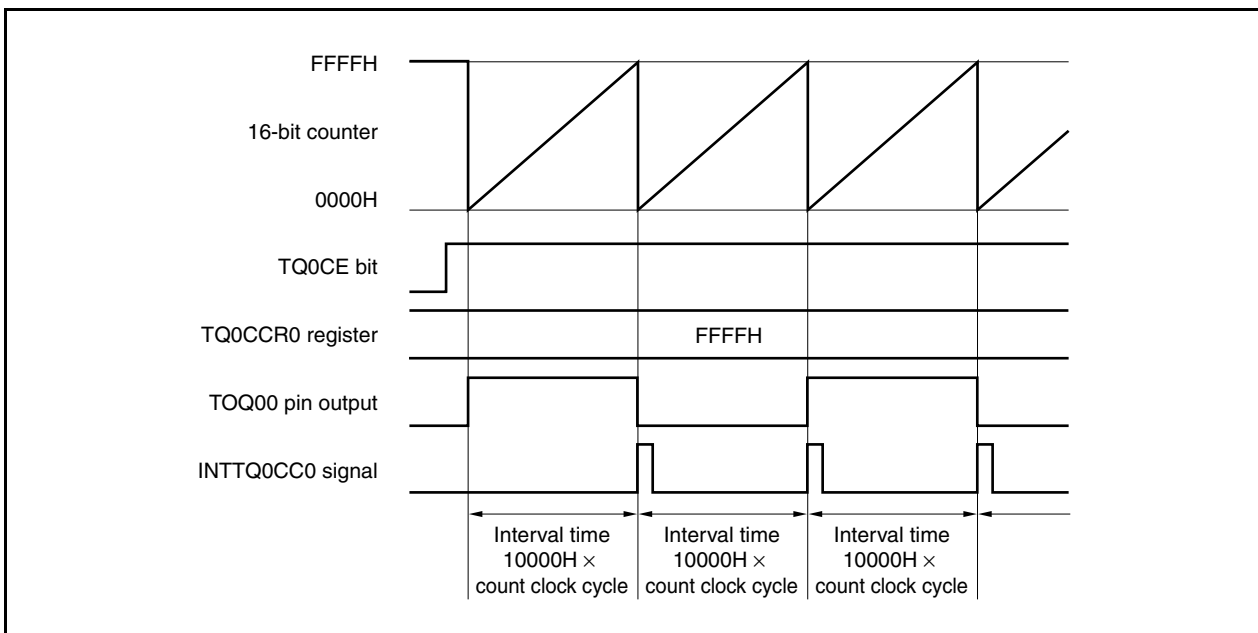 FFFFH
16-bit counter
0000H
TQ0CE bit
TQ0CCR0 register
FFFFH
TOQ00 pin output
INTTQ0CC0 signal
Interval time
10000H ×
count clock cycle
Interval time
10000H ×
count clock cycle
Interval time
10000H ×
count clock cycle